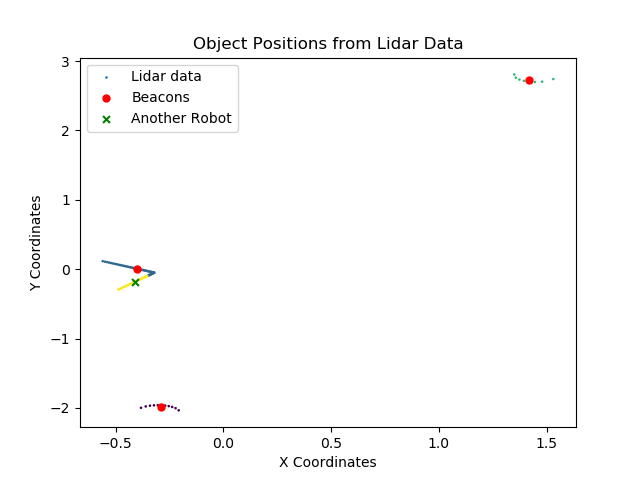 Object Positions from Lidar Data
Lidar data
Beacons
Another Robot
Y Coordinates
3
2
1
0
−1
−2
−0.5
0.0
0.5
1.0
1.5
X Coordinates